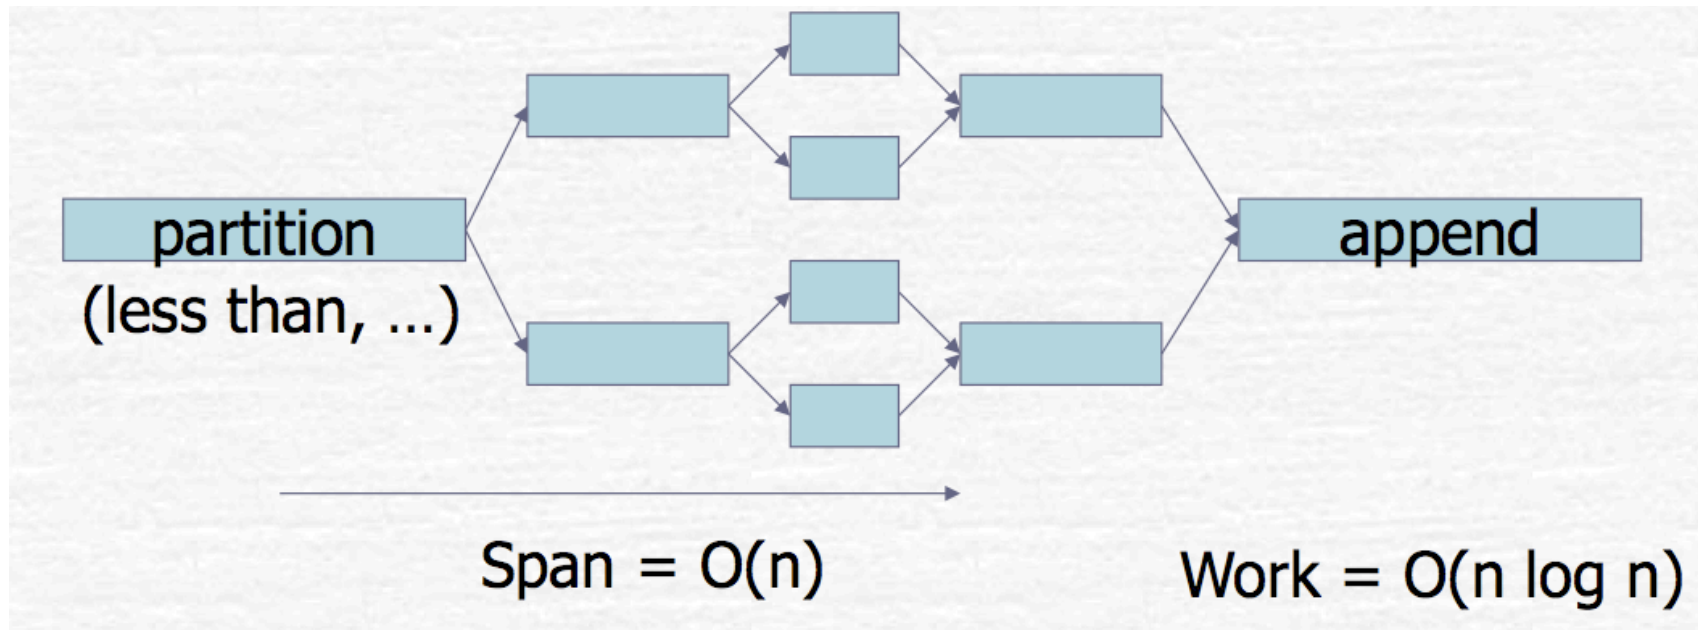 partition
(less than, ...)
append
Span = O(n)
Work = O(n log n)